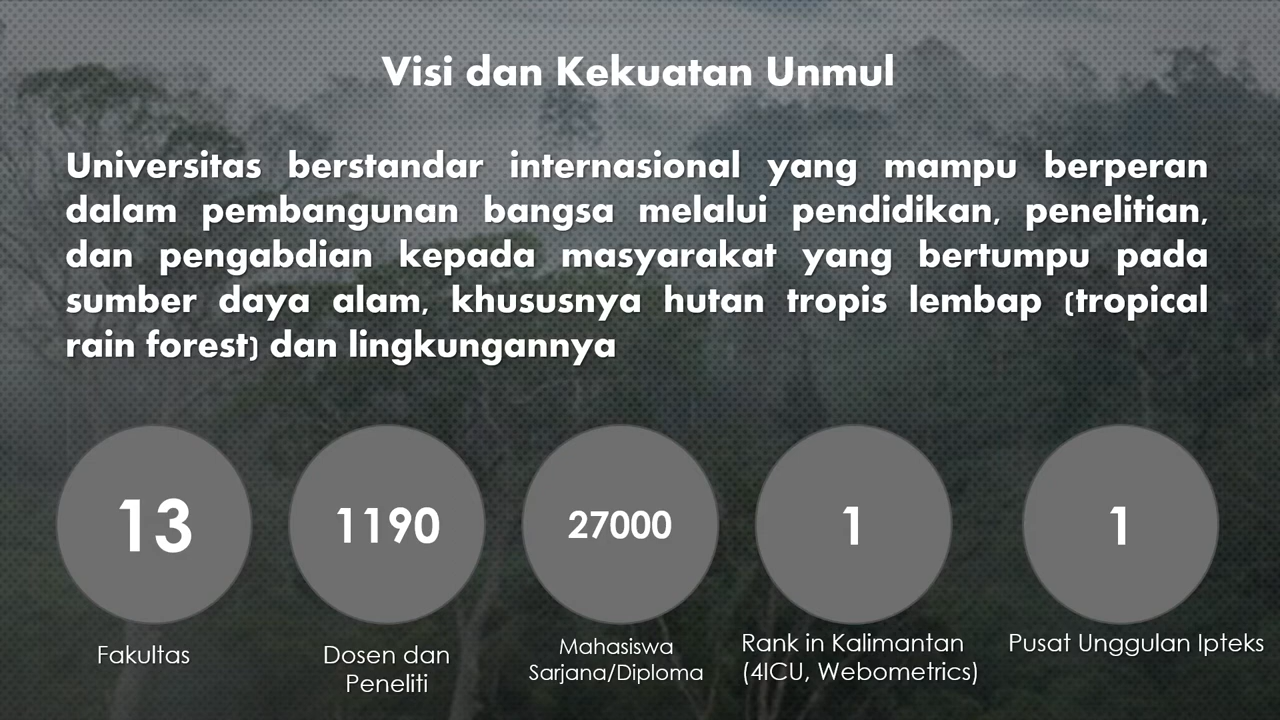 Visi dan Kekuatan Unmul
Universitas berstandar internasional yang mampu berperan
dalam pembangunan bangsa melalui pendidikan, penelitian,
dan pengabdian kepada masyarakat yang bertumpu pada
sumber daya alam, khususnya hutan tropis lembap (tropical
rain forest) dan lingkungannya
13
Fakultas
1190
Dosen dan
Peneliti
27000
Mahasiswa
Sarjana/Diploma
1
Rank in Kalimantan
(4ICU, Webometrics)
1
Pusat Unggulan Ipteks